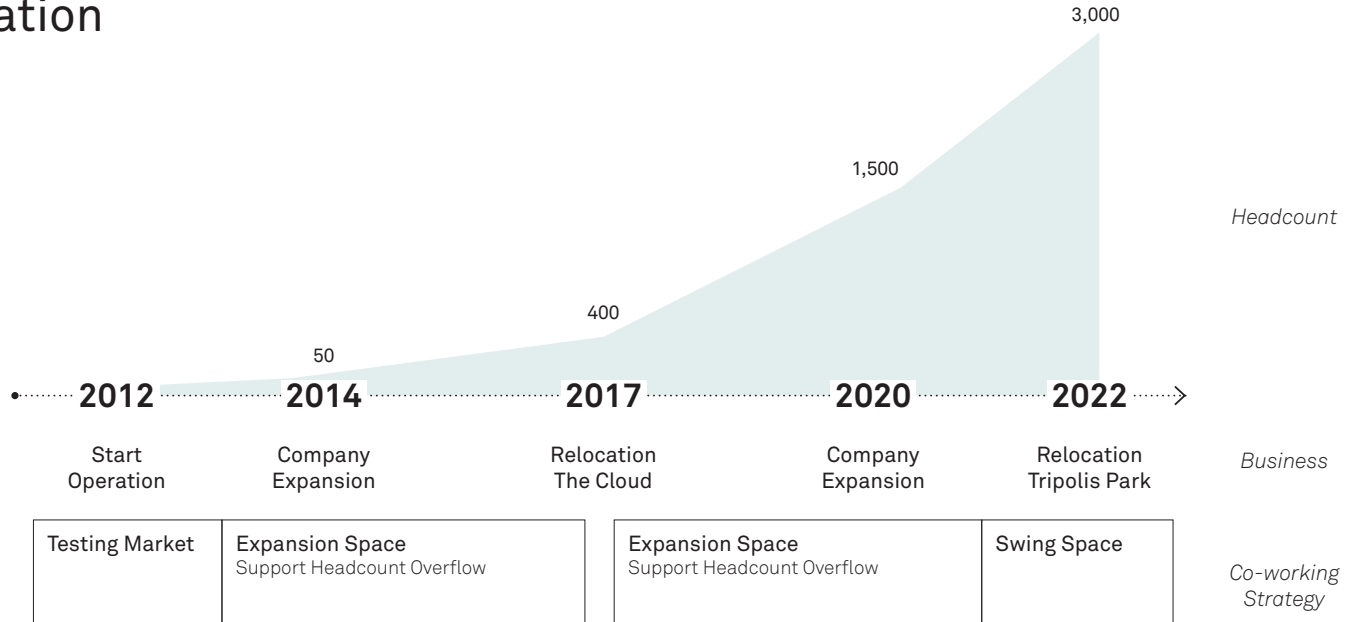 3,000
1,500
Headcount
400
50
2012 2014 2017 2020 2022
Start Operation
Company Expansion
Relocation The Cloud
Company Expansion
Relocation Tripolis Park
Business
Testing Market
Expansion Space
Support Headcount Overflow
Expansion Space
Support Headcount Overflow
Swing Space
Co-working
Strategy